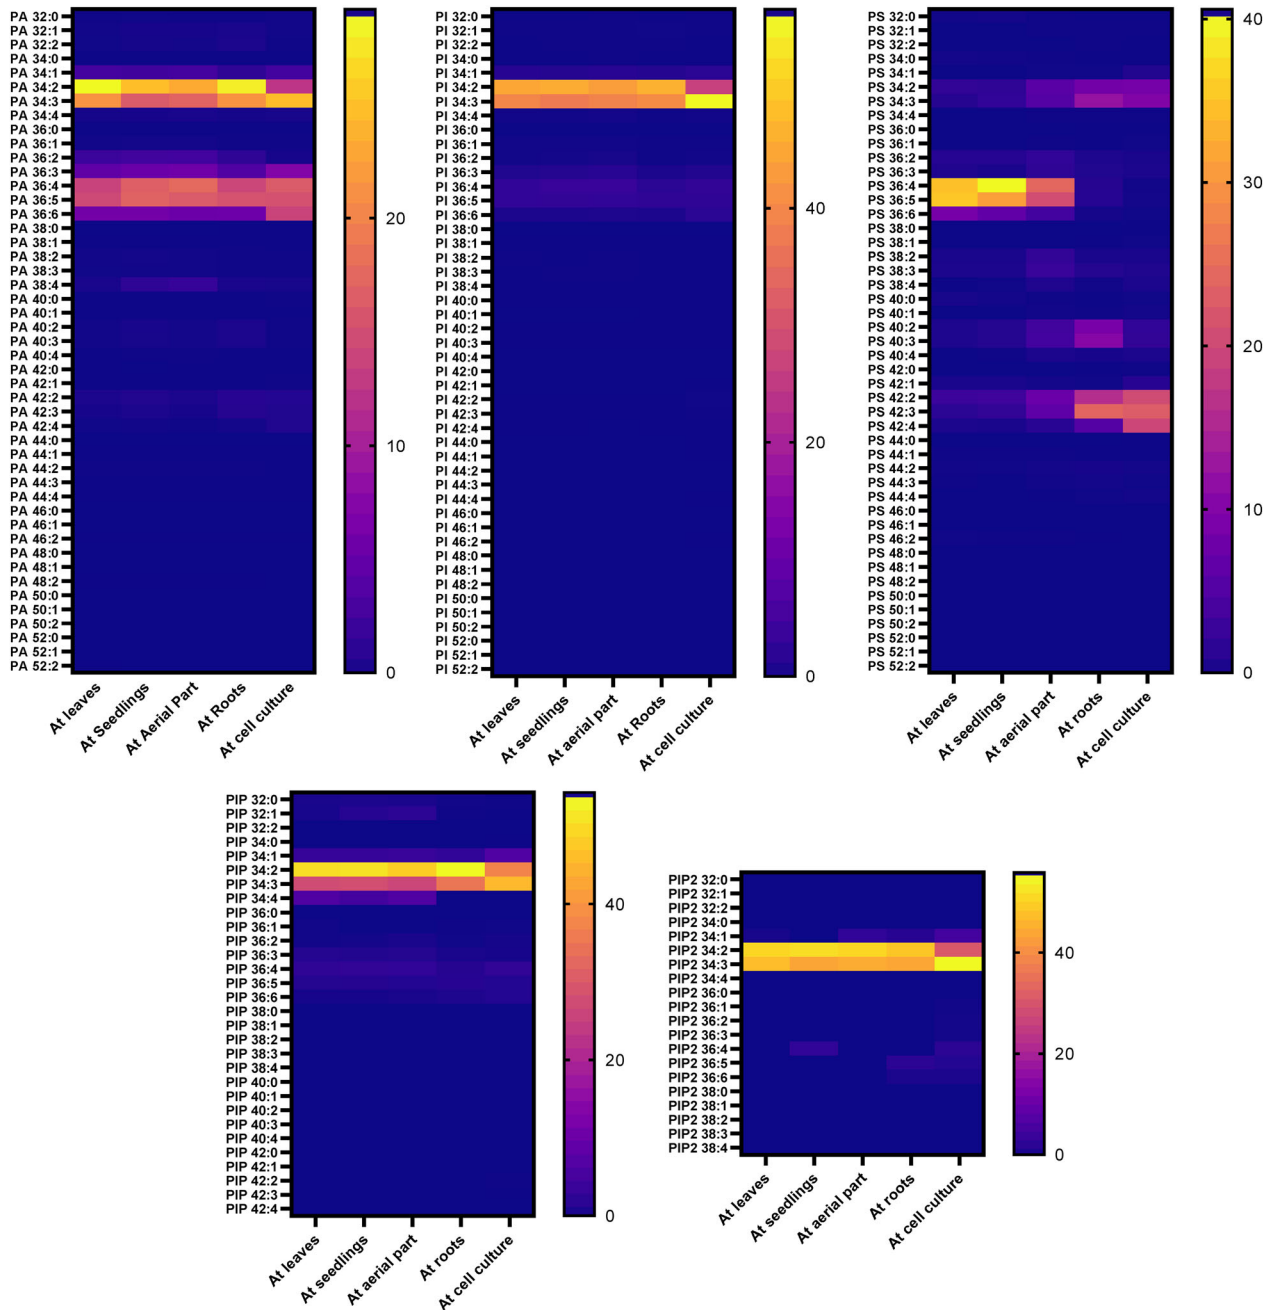 PA 32:0
PA 32:1
PA 32:2
PA 34:0
PA 34:1
PA 34:2
PA 34:3
PA 34:4
PA 36:0
PA 36:1
PA 36:2
PA 36:3
PA 36:4
PA 36:5
PA 36:6
PA 38:0
PA 38:1
PA 38:2
PA 38:3
PA 38:4
PA 40:0
PA 40:1
PA 40:2
PA 40:3
PA 40:4
PA 42:0
PA 42:1
PA 42:2
PA 42:3
PA 42:4
PA 44:0
PA 44:1
PA 44:2
PA 44:3
PA 44:4
PA 46:0
PA 46:1
PA 46:2
PA 48:0
PA 48:1
PA 48:2
PA 50:0
PA 50:1
PA 50:2
PA 52:0
PA 52:1
PA 52:2
At leaves
At Seedlings
At Aerial Part
At Roots
At cell culture
20
10
0
PI 32:0
PI 32:1
PI 32:2
PI 34:0
PI 34:1
PI 34:2
PI 34:3
PI 34:4
PI 36:0
PI 36:1
PI 36:2
PI 36:3
PI 36:4
PI 36:5
PI 36:6
PI 38:0
PI 38:1
PI 38:2
PI 38:3
PI 38:4
PI 40:0
PI 40:1
PI 40:2
PI 40:3
PI 40:4
PI 42:0
PI 42:1
PI 42:2
PI 42:3
PI 42:4
PI 44:0
PI 44:1
PI 44:2
PI 44:3
PI 44:4
PI 46:0
PI 46:1
PI 46:2
PI 48:0
PI 48:1
PI 48:2
PI 50:0
PI 50:1
PI 50:2
PI 52:0
PI 52:1
PI 52:2
At leaves
At seedlings
At aerial part
At Roots
At cell culture
40
20
0
PS 32:0
PS 32:1
PS 32:2
PS 34:0
PS 34:1
PS 34:2
PS 34:3
PS 34:4
PS 36:0
PS 36:1
PS 36:2
PS 36:3
PS 36:4
PS 36:5
PS 36:6
PS 38:0
PS 38:1
PS 38:2
PS 38:3
PS 38:4
PS 40:0
PS 40:1
PS 40:2
PS 40:3
PS 40:4
PS 42:0
PS 42:1
PS 42:2
PS 42:3
PS 42:4
PS 44:0
PS 44:1
PS 44:2
PS 44:3
PS 44:4
PS 46:0
PS 46:1
PS 46:2
PS 48:0
PS 48:1
PS 48:2
PS 50:0
PS 50:1
PS 50:2
PS 52:0
PS 52:1
PS 52:2
At leaves
At seedlings
At aerial part
At roots
At cell culture
40
30
20
10
0
PIP 32:0
PIP 32:1
PIP 32:2
PIP 34:0
PIP 34:1
PIP 34:2
PIP 34:3
PIP 34:4
PIP 36:0
PIP 36:1
PIP 36:2
PIP 36:3
PIP 36:4
PIP 36:5
PIP 36:6
PIP 38:0
PIP 38:1
PIP 38:2
PIP 38:3
PIP 38:4
PIP 40:0
PIP 40:1
PIP 40:2
PIP 40:3
PIP 40:4
PIP 42:0
PIP 42:1
PIP 42:2
PIP 42:3
PIP 42:4
At leaves
At seedlings
At aerial part
At roots
At cell culture
40
20
0
PIP2 32:0
PIP2 32:1
PIP2 32:2
PIP2 34:0
PIP2 34:1
PIP2 34:2
PIP2 34:3
PIP2 34:4
PIP2 36:0
PIP2 36:1
PIP2 36:2
PIP2 36:3
PIP2 36:4
PIP2 36:5
PIP2 36:6
PIP2 38:0
PIP2 38:1
PIP2 38:2
PIP2 38:3
PIP2 38:4
At leaves
At seedlings
At aerial part
At roots
At cell culture
40
20
0